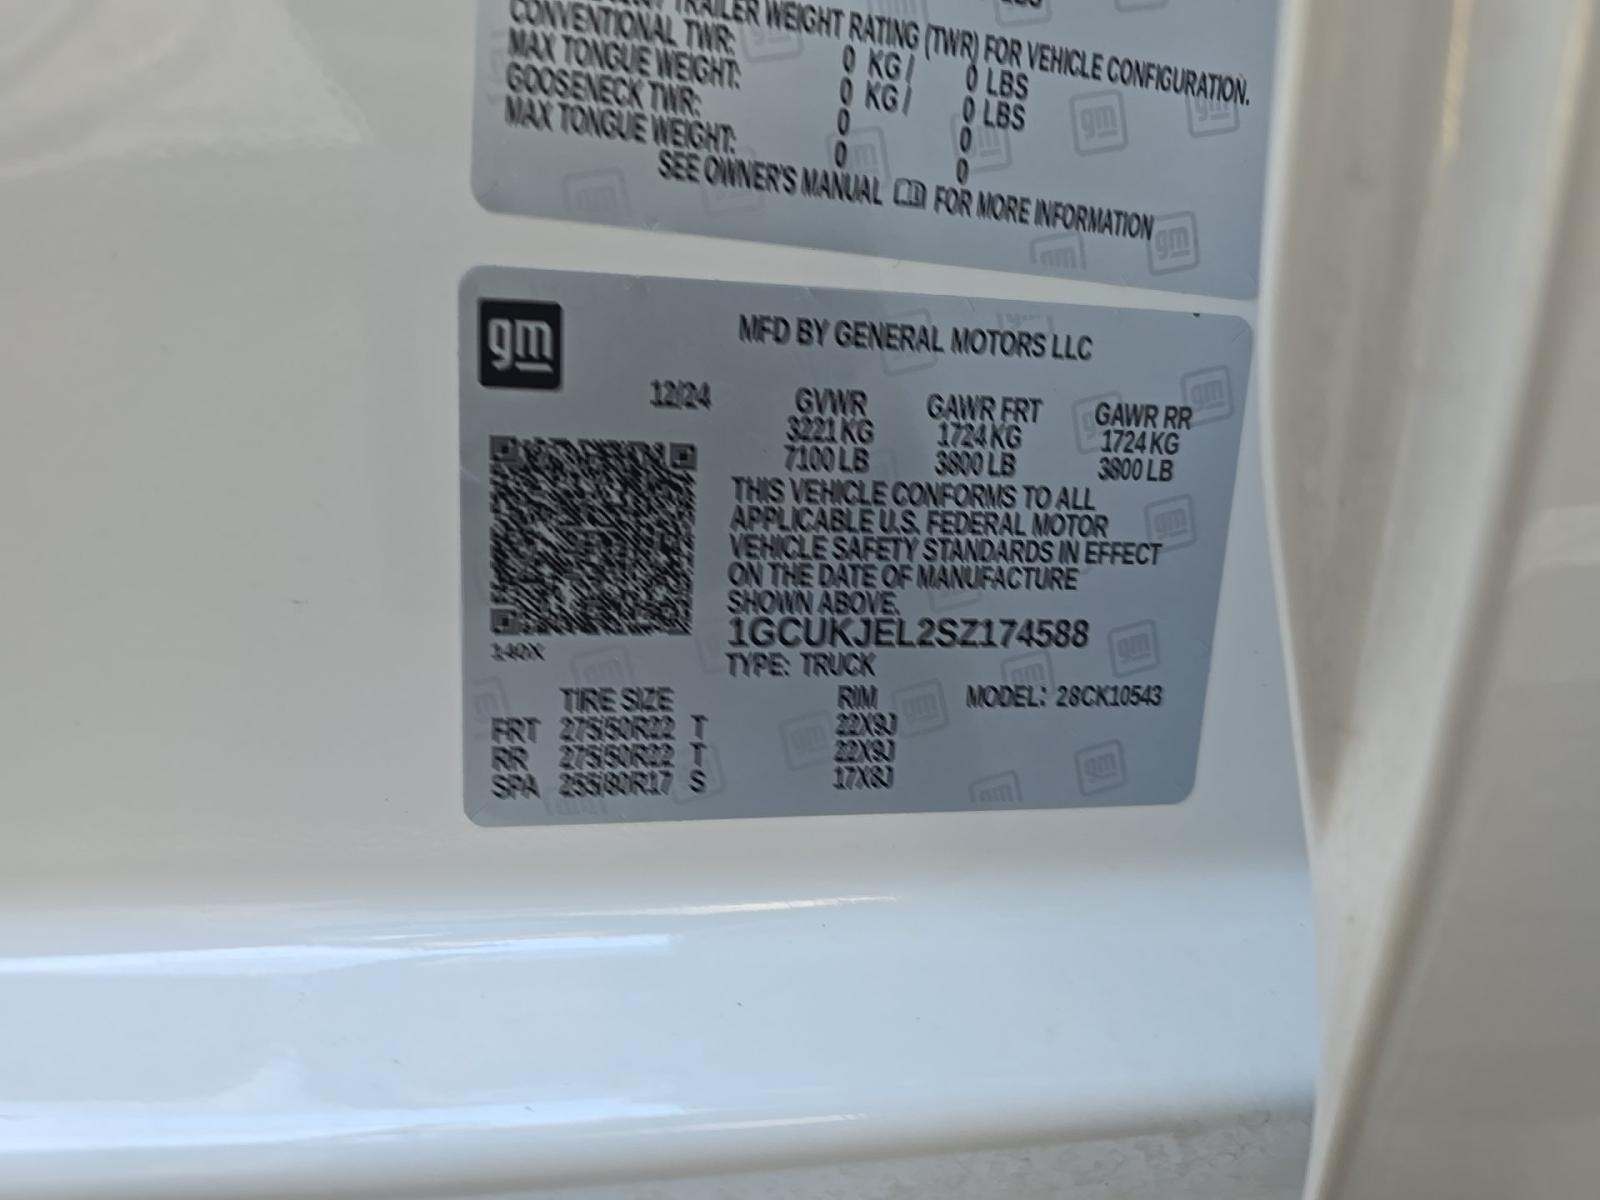 TRAILER WEIGHT RATING (TWR) FOR VEHICLE CONFIGURATION.
CONVENTIONAL TWR: 0 KG / 0 LBS
MAX TONGUE WEIGHT: 0 KG / 0 LBS
GOOSENECK TWR: 0 0
MAX TONGUE WEIGHT: 0 0
SEE OWNER'S MANUAL FOR MORE INFORMATION
gm
MFD BY GENERAL MOTORS LLC
12/24 GVWR GAWR FRT GAWR RR
3221 KG 1724 KG 1724 KG
7100 LB 3800 LB 3800 LB
THIS VEHICLE CONFORMS TO ALL
APPLICABLE U.S. FEDERAL MOTOR
VEHICLE SAFETY STANDARDS IN EFFECT
ON THE DATE OF MANUFACTURE
SHOWN ABOVE.
1GCUKJEL2SZ174588
140X
TYPE: TRUCK
TIRE SIZE RIM MODEL: 28CK10543
FRT 275/50R22 T 22X9J
RR 275/50R22 T 22X9J
SPA 255/80R17 S 17X8J